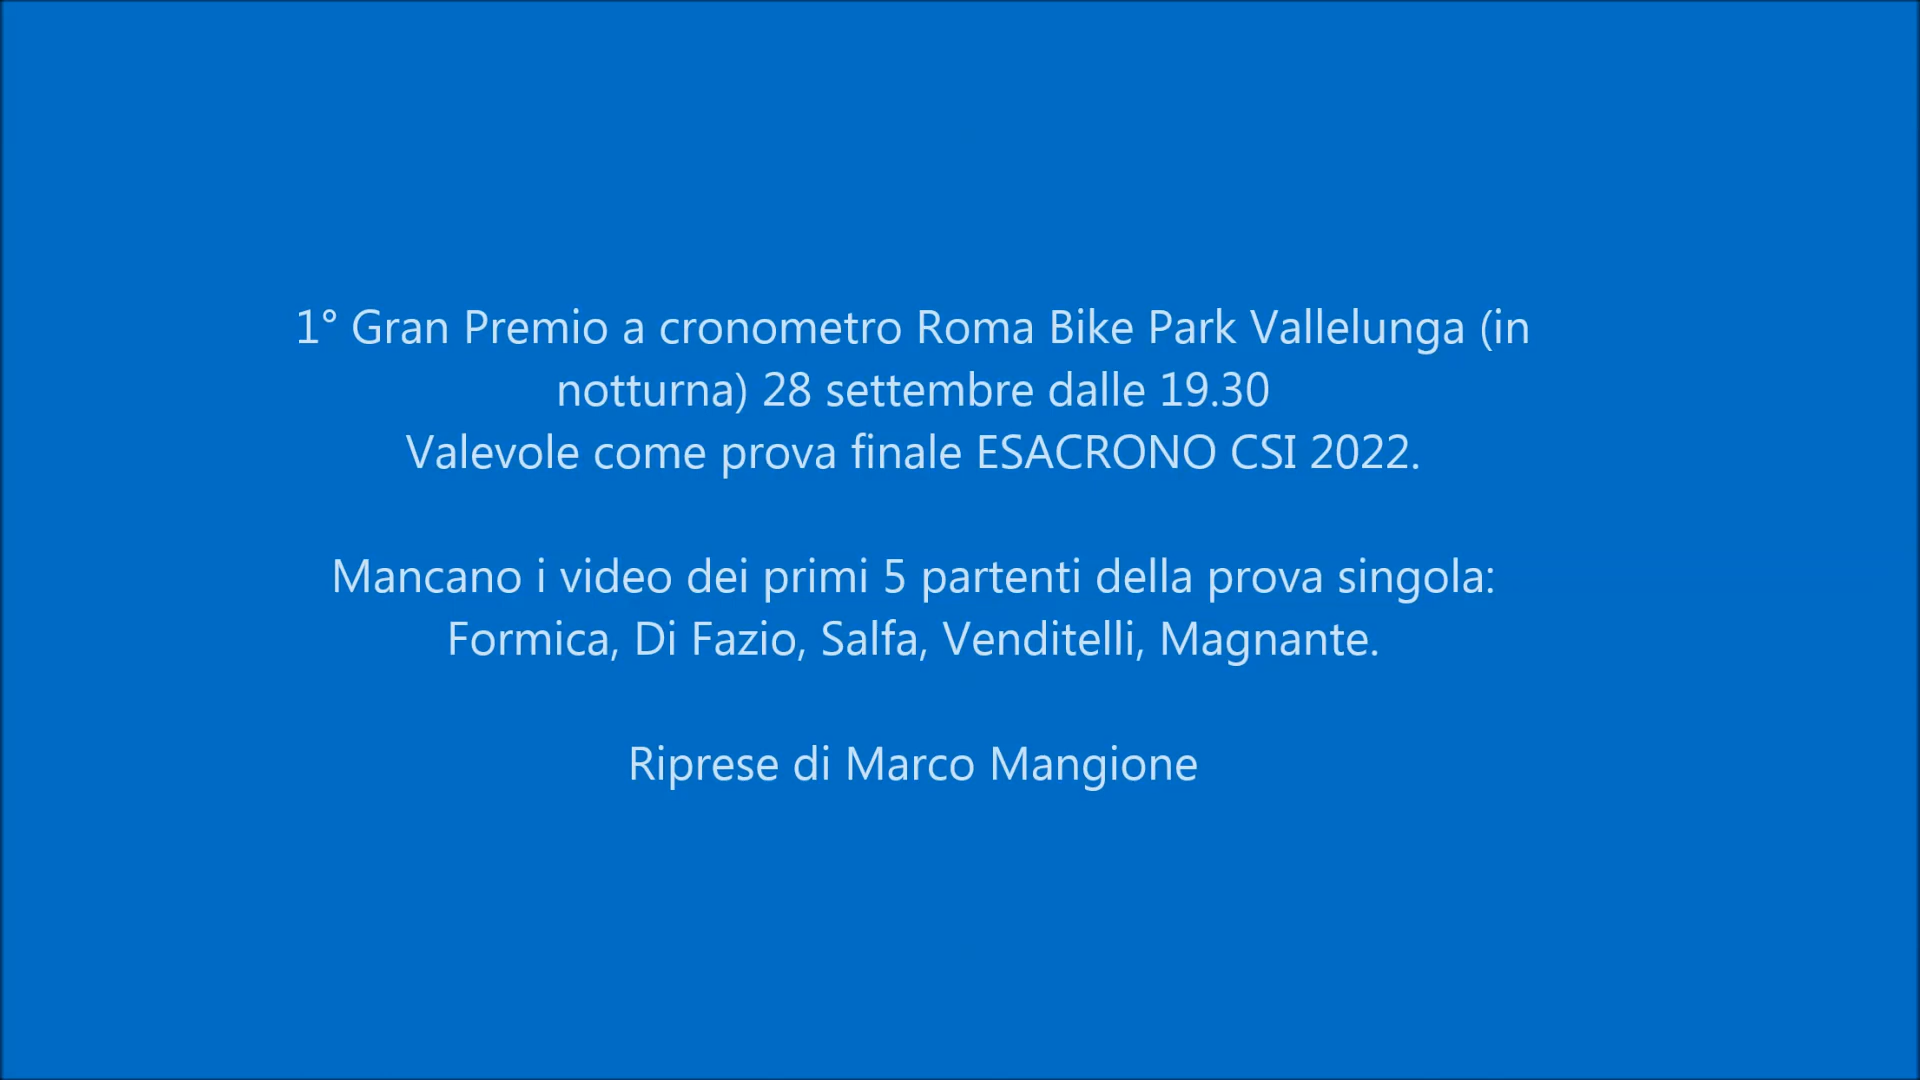 1° Gran Premio a cronometro Roma Bike Park Vallelunga (in
notturna) 28 settembre dalle 19.30
Valevole come prova finale ESACRONO CSI 2022.
Mancano i video dei primi 5 partenti della prova singola:
Formica, Di Fazio, Salfa, Venditelli, Magnante.
Riprese di Marco Mangione